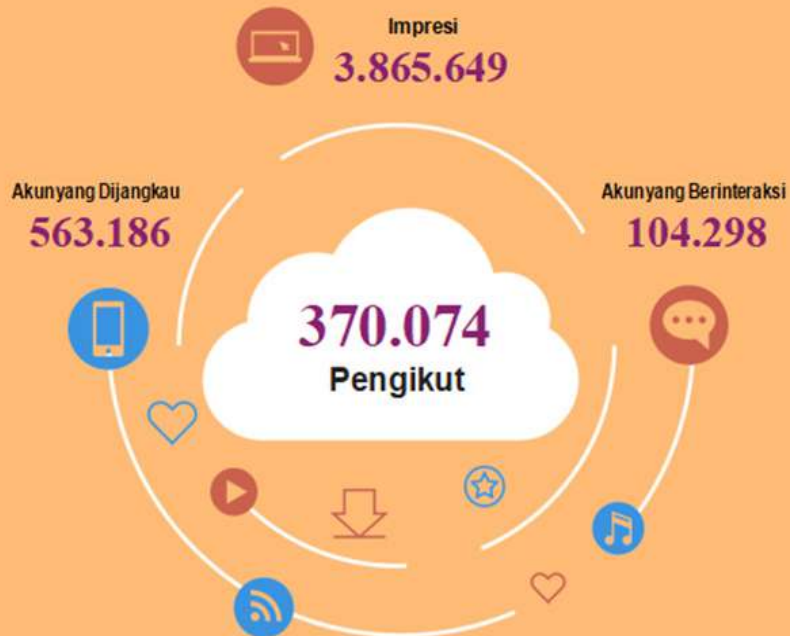 Impresi
3.865.649
Akunyang Dijangkau
563.186
Akunyang Berinteraksi
104.298
370.074
Pengikut